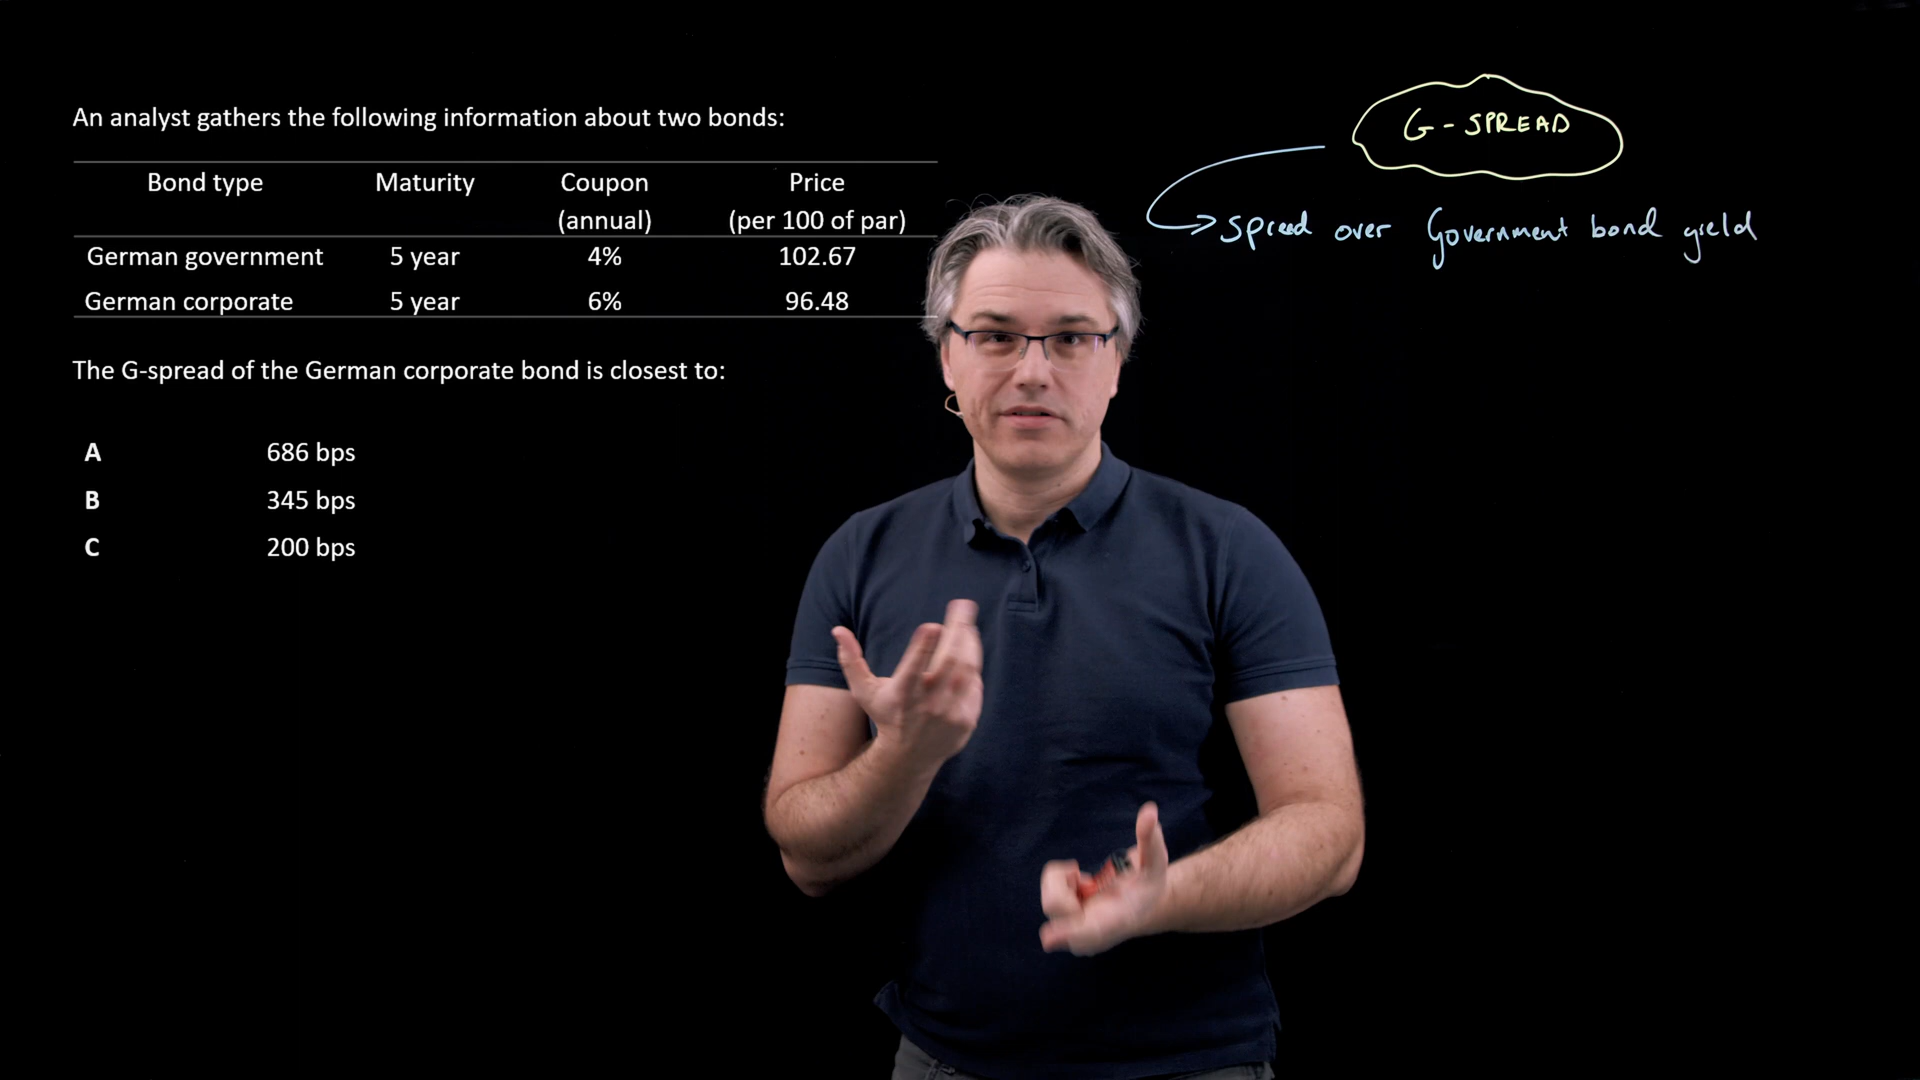 An analyst gathers the following information about two bonds:
Bond type Maturity Coupon (annual) Price (per 100 of par)
German government 5 year 4% 102.67
German corporate 5 year 6% 96.48
The G-spread of the German corporate bond is closest to:
A 686 bps
B 345 bps
C 200 bps
G-SPREAD
Spread over Government bond yield